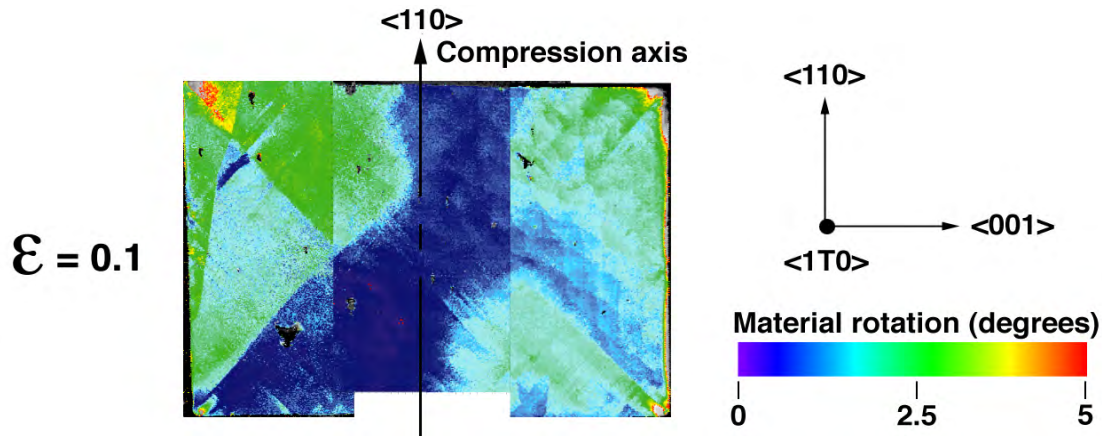 <110>
Compression axis
<110>
ε = 0.1
<001>
<1T0>
Material rotation (degrees)
0 2.5 5